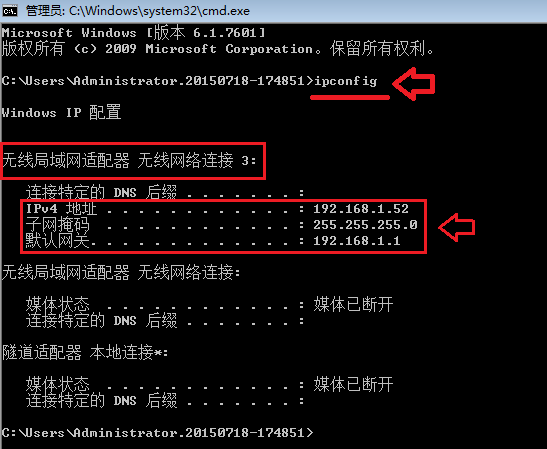 管理员: C:\Windows\system32\cmd.exe
Microsoft Windows [版本 6.1.7601]
版权所有 (c) 2009 Microsoft Corporation。保留所有权利。
C:\Users\Administrator.20150718-174851>ipconfig
Windows IP 配置
无线局域网适配器 无线网络连接 3:
连接特定的 DNS 后缀 . . . . . . . :
IPv4 地址 . . . . . . . . . . . . : 192.168.1.52
子网掩码 . . . . . . . . . . . . : 255.255.255.0
默认网关. . . . . . . . . . . . . : 192.168.1.1
无线局域网适配器 无线网络连接:
媒体状态 . . . . . . . . . . . . : 媒体已断开
连接特定的 DNS 后缀 . . . . . . . :
隧道适配器 本地连接*:
媒体状态 . . . . . . . . . . . . : 媒体已断开
连接特定的 DNS 后缀 . . . . . . . :
C:\Users\Administrator.20150718-174851>